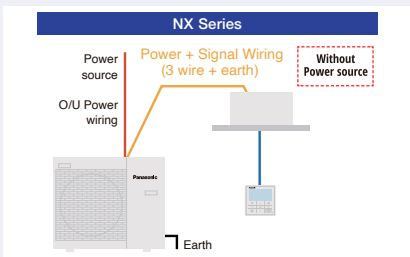 NX Series
Power
source
Power + Signal Wiring
(3 wire + earth)
Without
Power source
O/U Power
wiring
Panasonic
Earth